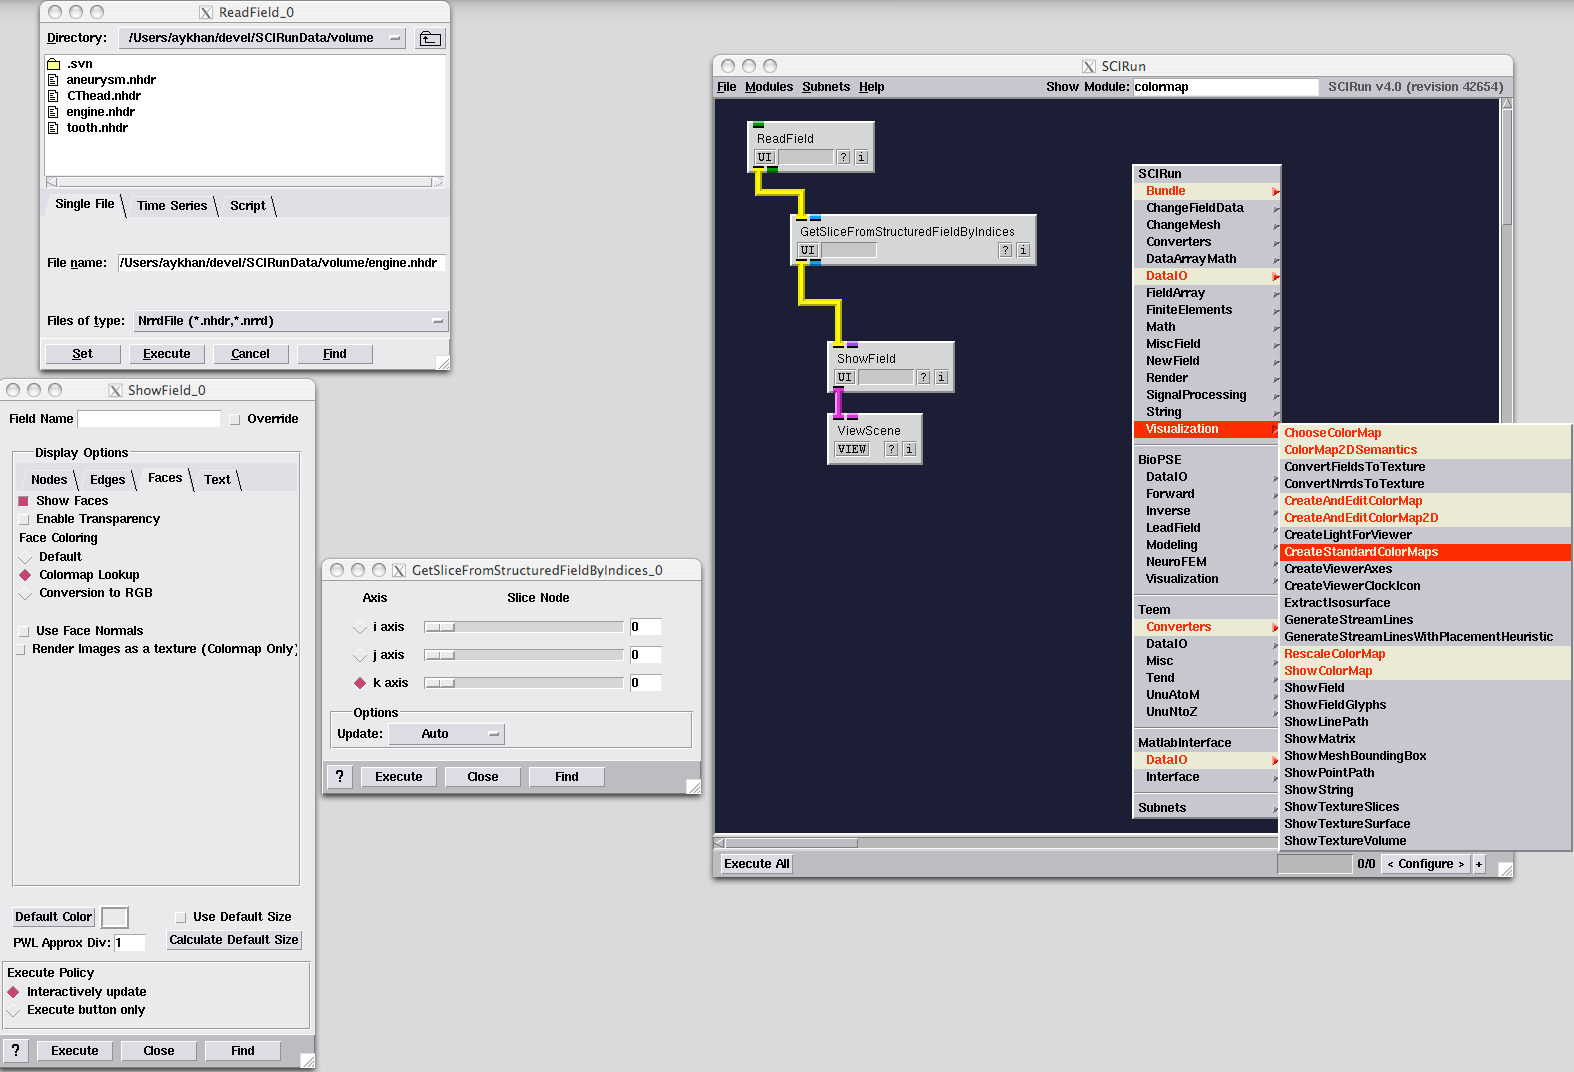 ReadField_0
Directory: /Users/aykhan/devel/SCIRunData/volume
.svn
aneurysm.nhdr
CThead.nhdr
engine.nhdr
tooth.nhdr
Single File Time Series Script
File name: /Users/aykhan/devel/SCIRunData/volume/engine.nhdr
Files of type: NrrdFile (*.nhdr,*.nrrd)
Set Execute Cancel Find
ShowField_0
Field Name Override
Display Options
Nodes Edges Faces Text
Show Faces
Enable Transparency
Face Coloring
Default
Colormap Lookup
Conversion to RGB
Use Face Normals
Render Images as a texture (Colormap Only)
Default Color Use Default Size
PWL Approx Div: 1 Calculate Default Size
Execute Policy
Interactively update
Execute button only
? Execute Close Find
GetSliceFromStructuredFieldByIndices_0
Axis Slice Node
i axis 0
j axis 0
k axis 0
Options
Update: Auto
? Execute Close Find
SCIRun
File Modules Subnets Help Show Module: colormap SCIRun v4.0 (revision 42654)
ReadField
UI ? i
GetSliceFromStructuredFieldByIndices
UI ? i
ShowField
UI ? i
ViewScene
VIEW ? i
SCIRun
Bundle
ChangeFieldData
ChangeMesh
Converters
DataArrayMath
DataIO
FieldArray
FiniteElements
Math
MiscField
NewField
Render
SignalProcessing
String
Visualization
BioPSE
DataIO
Forward
Inverse
LeadField
Modeling
NeuroFEM
Visualization
Teem
Converters
DataIO
Misc
Tend
UnuAtoM
UnuNtoZ
MatlabInterface
DataIO
Interface
Subnets
ChooseColorMap
ColorMap2DSemantics
ConvertFieldsToTexture
ConvertNrrdsToTexture
CreateAndEditColorMap
CreateAndEditColorMap2D
CreateLightForViewer
CreateStandardColorMaps
CreateViewerAxes
CreateViewerClockIcon
ExtractIsosurface
GenerateStreamLines
GenerateStreamLinesWithPlacementHeuristic
RescaleColorMap
ShowColorMap
ShowField
ShowFieldGlyphs
ShowLinePath
ShowMatrix
ShowMeshBoundingBox
ShowPointPath
ShowString
ShowTextureSlices
ShowTextureSurface
ShowTextureVolume
Execute All 0/0 < Configure > +